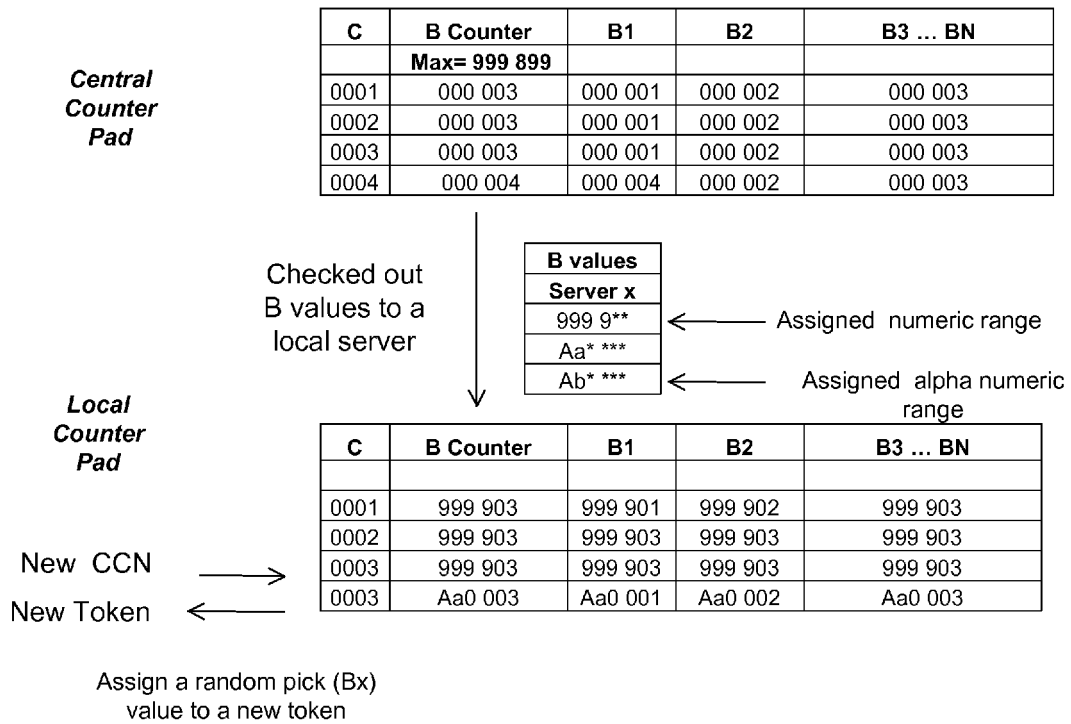 C B Counter B1 B2 B3 ... BN
Max= 999 899
0001 000 003 000 001 000 002 000 003
0002 000 003 000 001 000 002 000 003
0003 000 003 000 001 000 002 000 003
0004 000 004 000 004 000 002 000 003
Central
Counter
Pad
Checked out
B values to a
local server
B values
Server x
999 9**
Aa* ***
Ab* ***
Assigned numeric range
Assigned alpha numeric
range
Local
Counter
Pad
C B Counter B1 B2 B3 ... BN
0001 999 903 999 901 999 902 999 903
0002 999 903 999 903 999 903 999 903
0003 999 903 999 903 999 903 999 903
0003 Aa0 003 Aa0 001 Aa0 002 Aa0 003
New CCN
New Token
Assign a random pick (Bx)
value to a new token